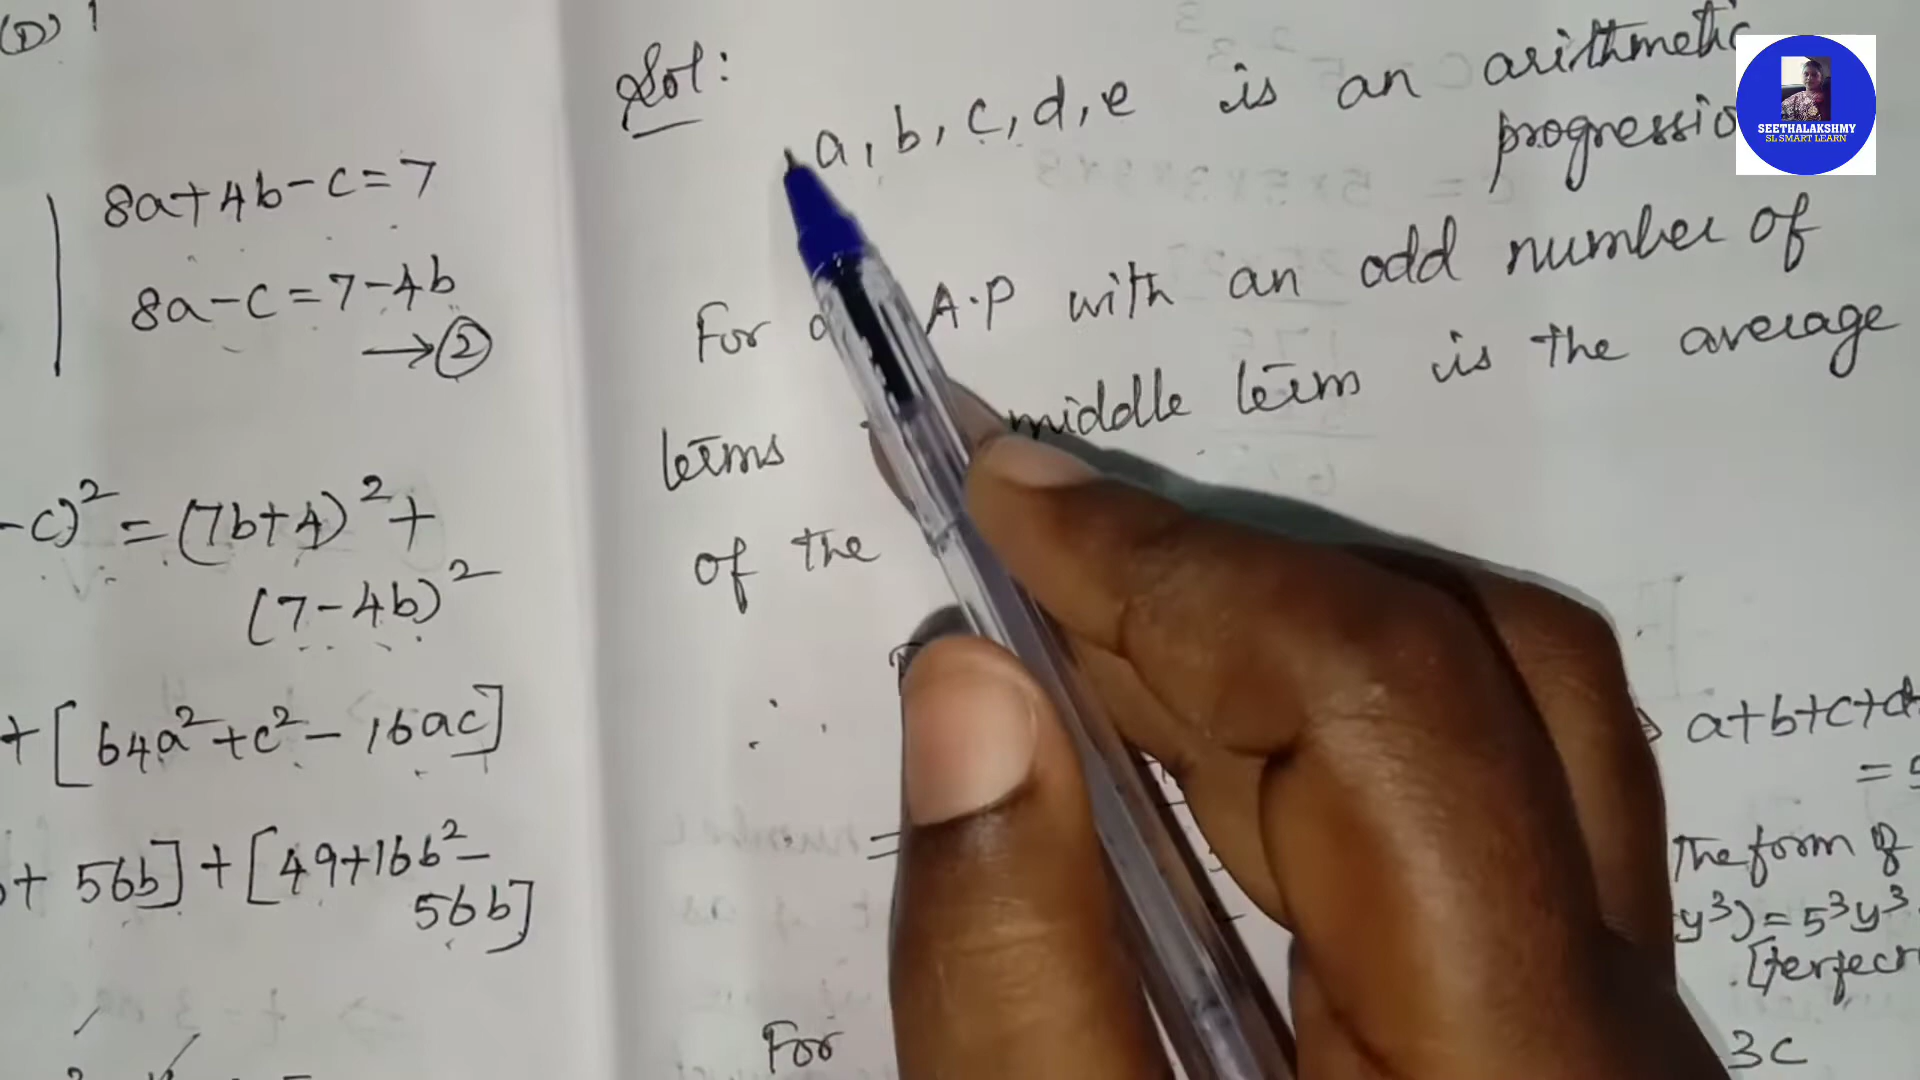 (D) 1
8a+4b-c=7
8a-c=7-4b
→②
-c)² = (7b+4)² +
(7-4b)²
+[64a²+c²-16ac]
+ 56b]+[49+16b²-
56b]
Sol:
a, b, c, d, e is an arithmetic
progressio
For A.P with an odd number of
terms middle term is the average
of the
∴
=
a+b+c+d+
=5
The form of
y³)=5³y³
[Perfect
For
3c
SEETHALAKSHMY
SL SMART LEARN